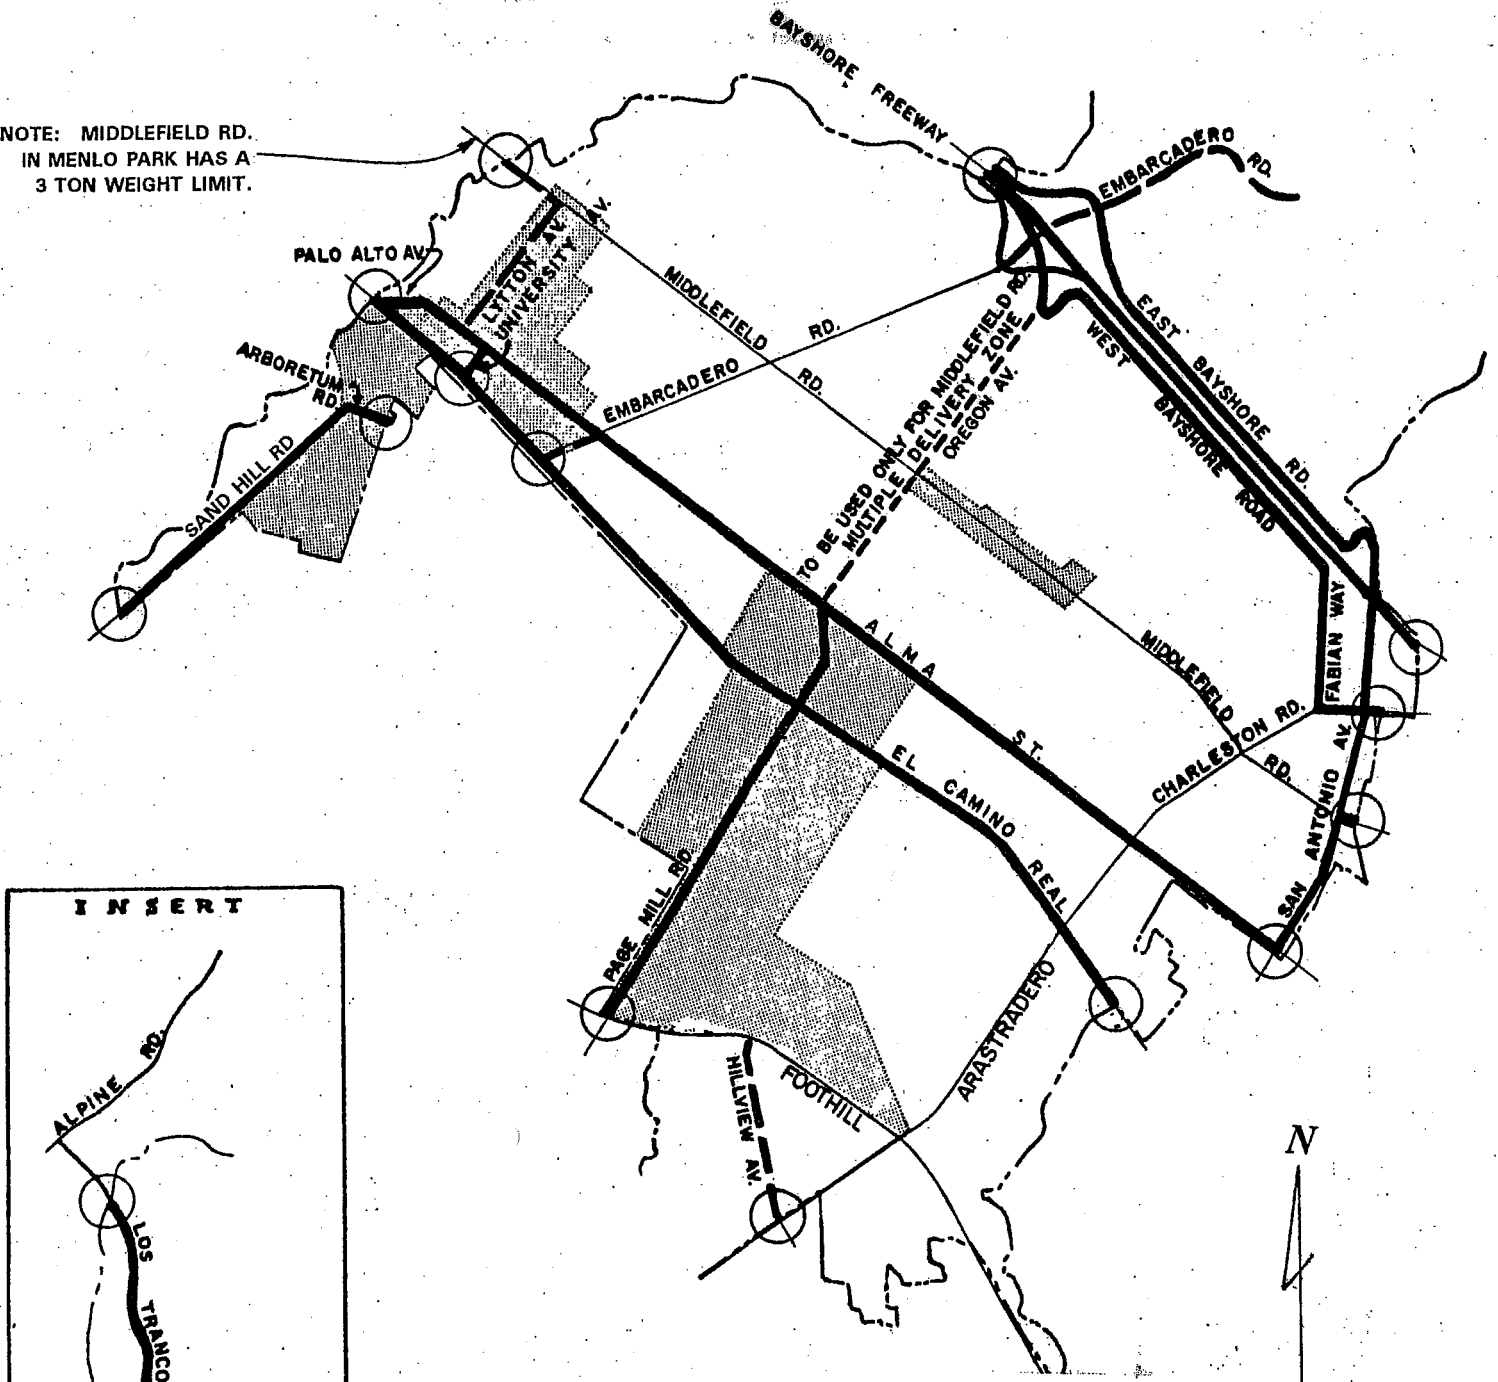 BAYSHORE FREEWAY
NOTE: MIDDLEFIELD RD.
IN MENLO PARK HAS A
3 TON WEIGHT LIMIT.
EMBARCADERO RD.
PALO ALTO AV.
LYTTON AV.
UNIVERSITY AV.
MIDDLEFIELD RD.
EMBARCADERO RD.
ARBORETUM
RD.
SAND HILL RD
TO BE USED ONLY FOR MIDDLEFIELD RD.
MULTIPLE DELIVERY ZONE
OREGON AV.
EAST BAYSHORE RD.
WEST BAYSHORE ROAD
ALMA ST.
MIDDLEFIELD RD.
FABIAN WAY
CHARLESTON RD.
SAN ANTONIO AV.
EL CAMINO REAL
PAGE MILL RD.
ARASTRADERO
FOOTHILL
HILLVIEW AV.
INSERT
ALPINE RD.
LOS TRANCO
N